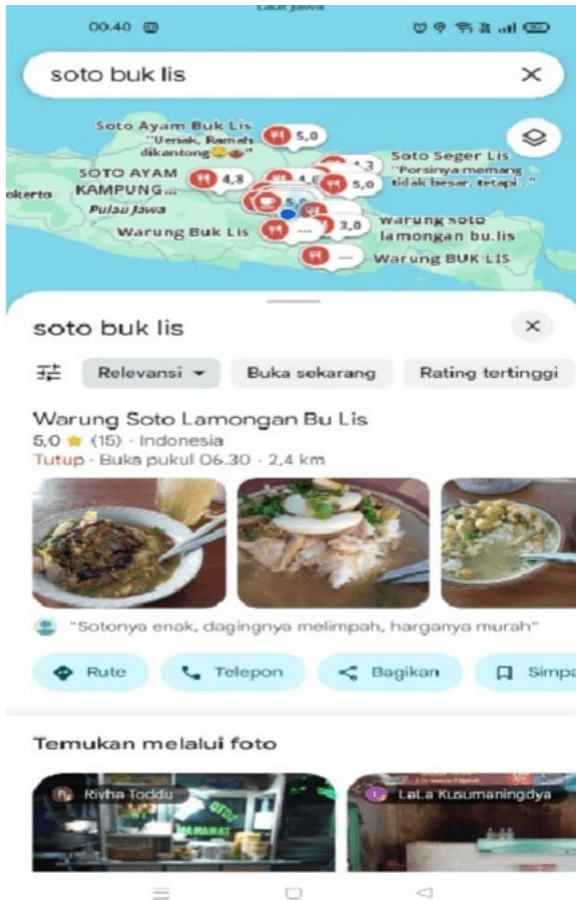 Laut Jawa
00.40
soto buk lis
Soto Ayam Buk Lis
"Uenak, Ramah
dikantong
5,0
4,3
Soto Seger Lis
"Porsinya memang
tidak besar, tetapi..."
SOTO AYAM
KAMPUNG...
4,8
5,0
okerto
Pulau Jawa
Warung Buk Lis
3,0
warung soto
lamongan bu.lis
Warung BUK LIS
soto buk lis
Relevansi
Buka sekarang
Rating tertinggi
Warung Soto Lamongan Bu Lis
5,0 (15) · Indonesia
Tutup · Buka pukul 06.30 · 2,4 km
"Sotonya enak, dagingnya melimpah, harganya murah"
Rute
Telepon
Bagikan
Simpa
Temukan melalui foto
Rivha Toddu
LaLa Kusumaningdya